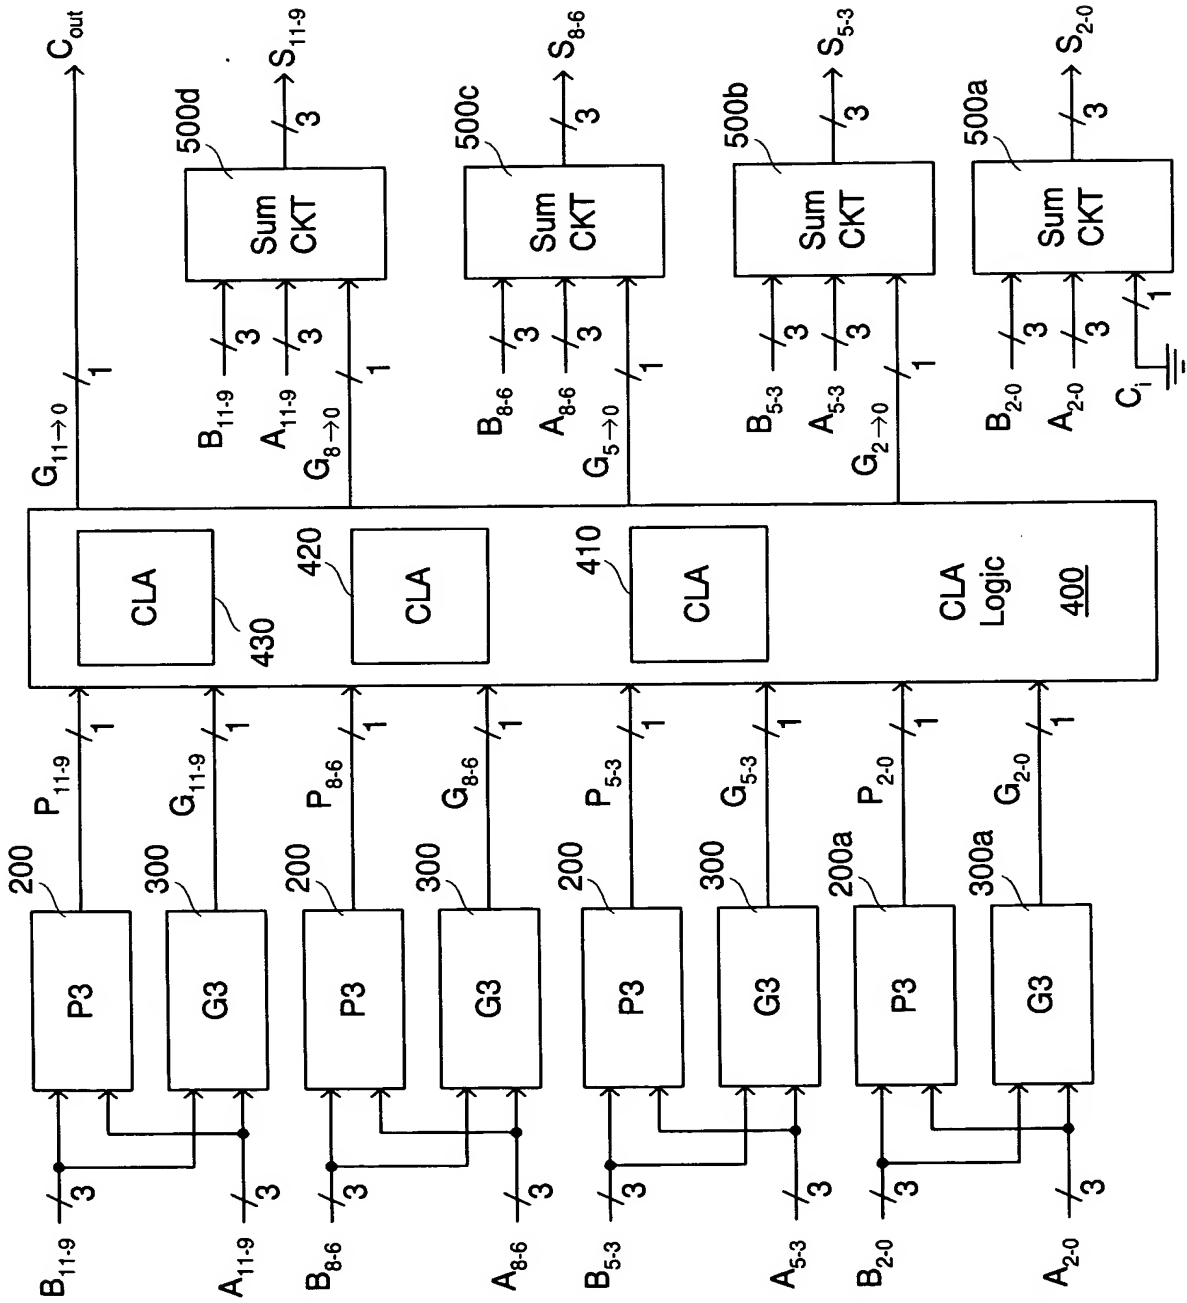 B11-9
3
A11-9
3
200
P3
300
G3
P11-9
1
G11-9
1
B8-6
3
A8-6
3
200
P3
300
G3
P8-6
1
G8-6
1
B5-3
3
A5-3
3
200
P3
300
G3
P5-3
1
G5-3
1
B2-0
3
A2-0
3
200a
P3
300a
G3
P2-0
1
G2-0
1
CLA
430
420
CLA
410
CLA
CLA
Logic
400
G11→0
1
Cout
B11-9
3
A11-9
3
G8→0
1
500d
Sum
CKT
3
S11-9
B8-6
3
A8-6
3
G5→0
1
500c
Sum
CKT
3
S8-6
B5-3
3
A5-3
3
G2→0
1
500b
Sum
CKT
3
S5-3
B2-0
3
A2-0
3
Ci
1
500a
Sum
CKT
3
S2-0